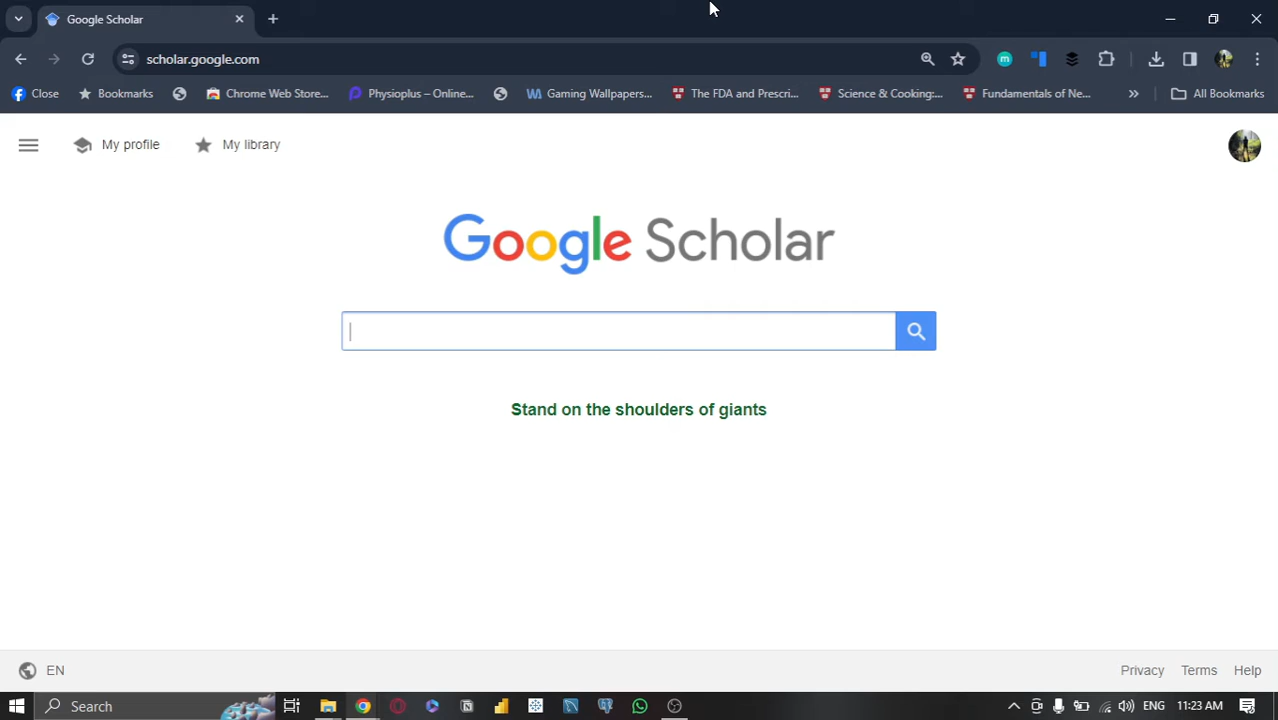 Google Scholar
scholar.google.com
Close
Bookmarks
Chrome Web Store...
Physioplus – Online...
Gaming Wallpapers...
The FDA and Prescri...
Science & Cooking:...
Fundamentals of Ne...
All Bookmarks
My profile
My library
Google Scholar
Stand on the shoulders of giants
EN
Privacy
Terms
Help
Search
ENG
11:23 AM